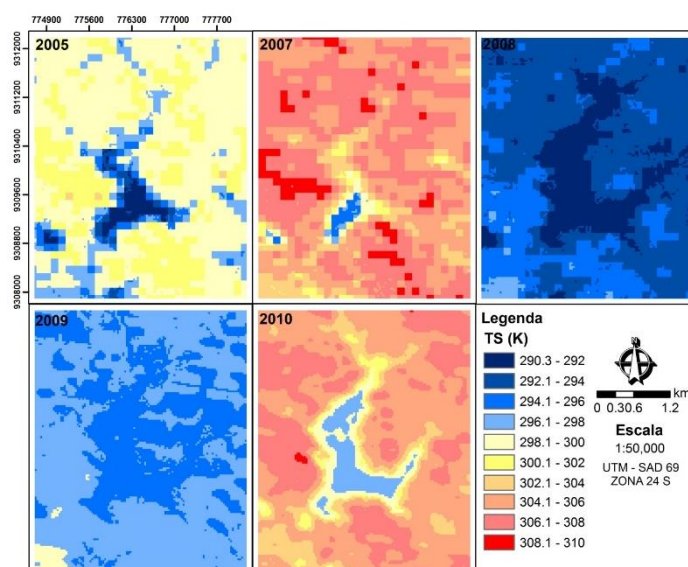 774900 775600 776300 777000 777700
9312000
9311200
9310400
9309600
9308800
9308000
2005
2007
2008
2009
2010
Legenda
TS (K)
290.3 - 292
292.1 - 294
294.1 - 296
296.1 - 298
298.1 - 300
300.1 - 302
302.1 - 304
304.1 - 306
306.1 - 308
308.1 - 310
km
0 0.30.6 1.2
Escala
1:50,000
UTM - SAD 69
ZONA 24 S